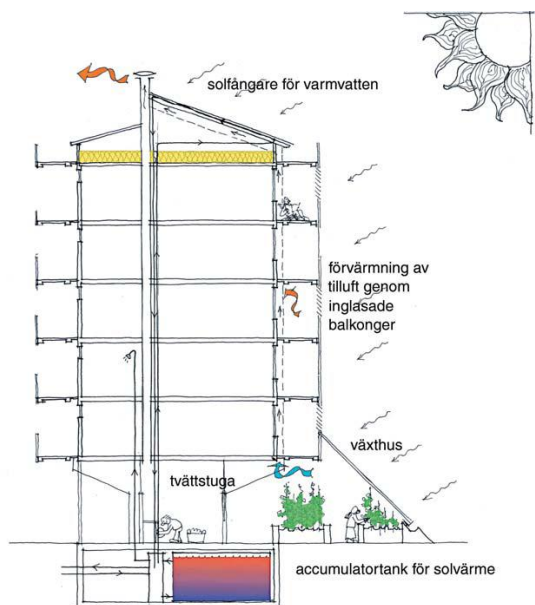 solfångare för varmvatten
förvärmning av
tilluft genom
inglasade
balkonger
växthus
tvättstuga
accumulatortank för solvärme